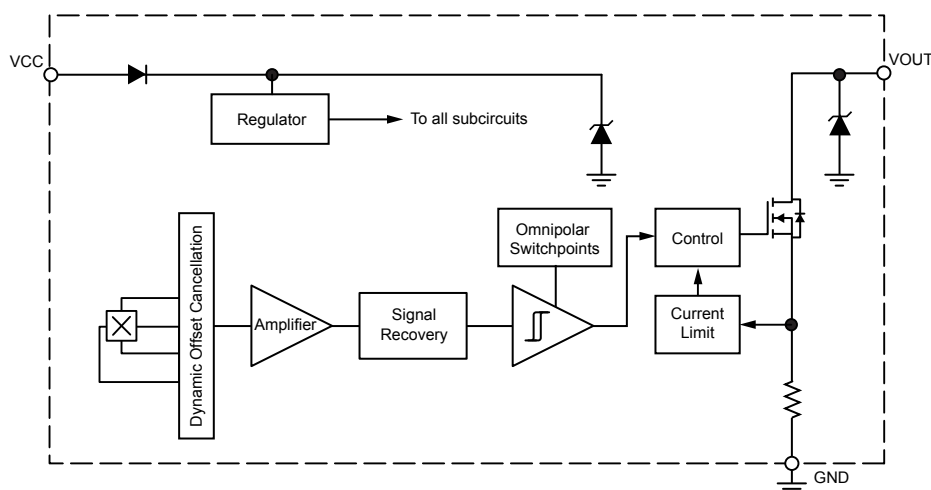 VCC
VOUT
Regulator
To all subcircuits
Omnipolar
Switchpoints
Control
Dynamic Offset Cancellation
Amplifier
Signal
Recovery
Current
Limit
GND